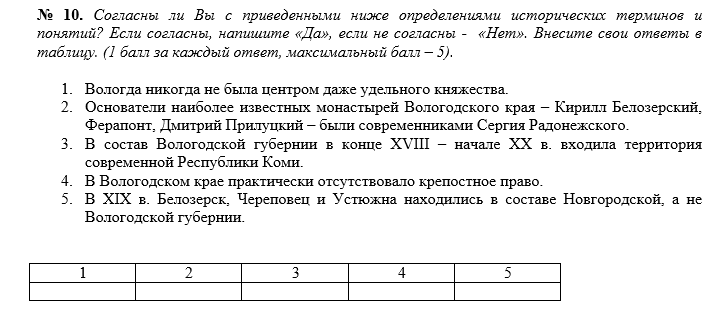 № 10. Согласны ли Вы с приведенными ниже определениями исторических терминов и
понятий? Если согласны, напишите «Да», если не согласны - «Нет». Внесите свои ответы в
таблицу. (1 балл за каждый ответ, максимальный балл – 5).
1. Вологда никогда не была центром даже удельного княжества.
2. Основатели наиболее известных монастырей Вологодского края – Кирилл Белозерский,
Ферапонт, Дмитрий Прилуцкий – были современниками Сергия Радонежского.
3. В состав Вологодской губернии в конце XVIII – начале XX в. входила территория
современной Республики Коми.
4. В Вологодском крае практически отсутствовало крепостное право.
5. В XIX в. Белозерск, Череповец и Устюжна находились в составе Новгородской, а не
Вологодской губернии.
1 2 3 4 5